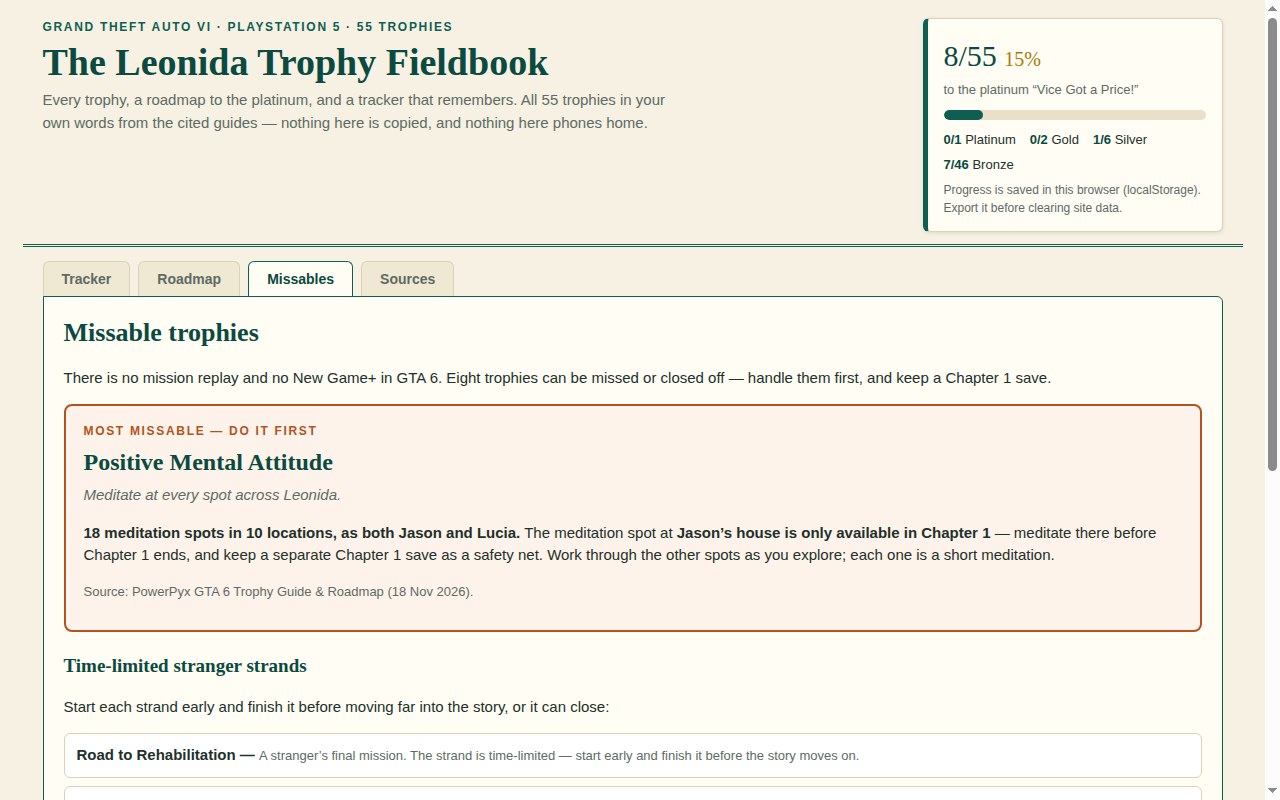 GRAND THEFT AUTO VI · PLAYSTATION 5 · 55 TROPHIES
The Leonida Trophy Fieldbook
Every trophy, a roadmap to the platinum, and a tracker that remembers. All 55 trophies in your
own words from the cited guides — nothing here is copied, and nothing here phones home.
8/55 15%
to the platinum “Vice Got a Price!”
0/1 Platinum 0/2 Gold 1/6 Silver
7/46 Bronze
Progress is saved in this browser (localStorage).
Export it before clearing site data.
Tracker Roadmap Missables Sources
Missable trophies
There is no mission replay and no New Game+ in GTA 6. Eight trophies can be missed or closed off — handle them first, and keep a Chapter 1 save.
MOST MISSABLE — DO IT FIRST
Positive Mental Attitude
Meditate at every spot across Leonida.
18 meditation spots in 10 locations, as both Jason and Lucia. The meditation spot at Jason’s house is only available in Chapter 1 — meditate there before
Chapter 1 ends, and keep a separate Chapter 1 save as a safety net. Work through the other spots as you explore; each one is a short meditation.
Source: PowerPyx GTA 6 Trophy Guide & Roadmap (18 Nov 2026).
Time-limited stranger strands
Start each strand early and finish it before moving far into the story, or it can close:
Road to Rehabilitation — A stranger’s final mission. The strand is time-limited — start early and finish it before the story moves on.